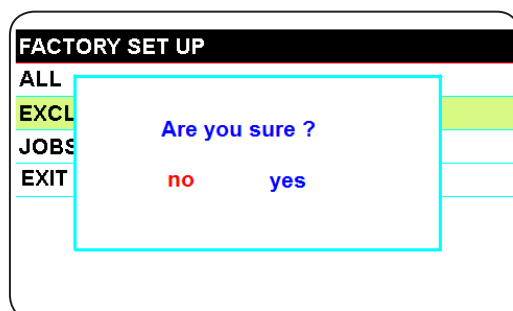 FACTORY SET UP
ALL
EXCL
JOBS
EXIT
Are you sure ?
no yes